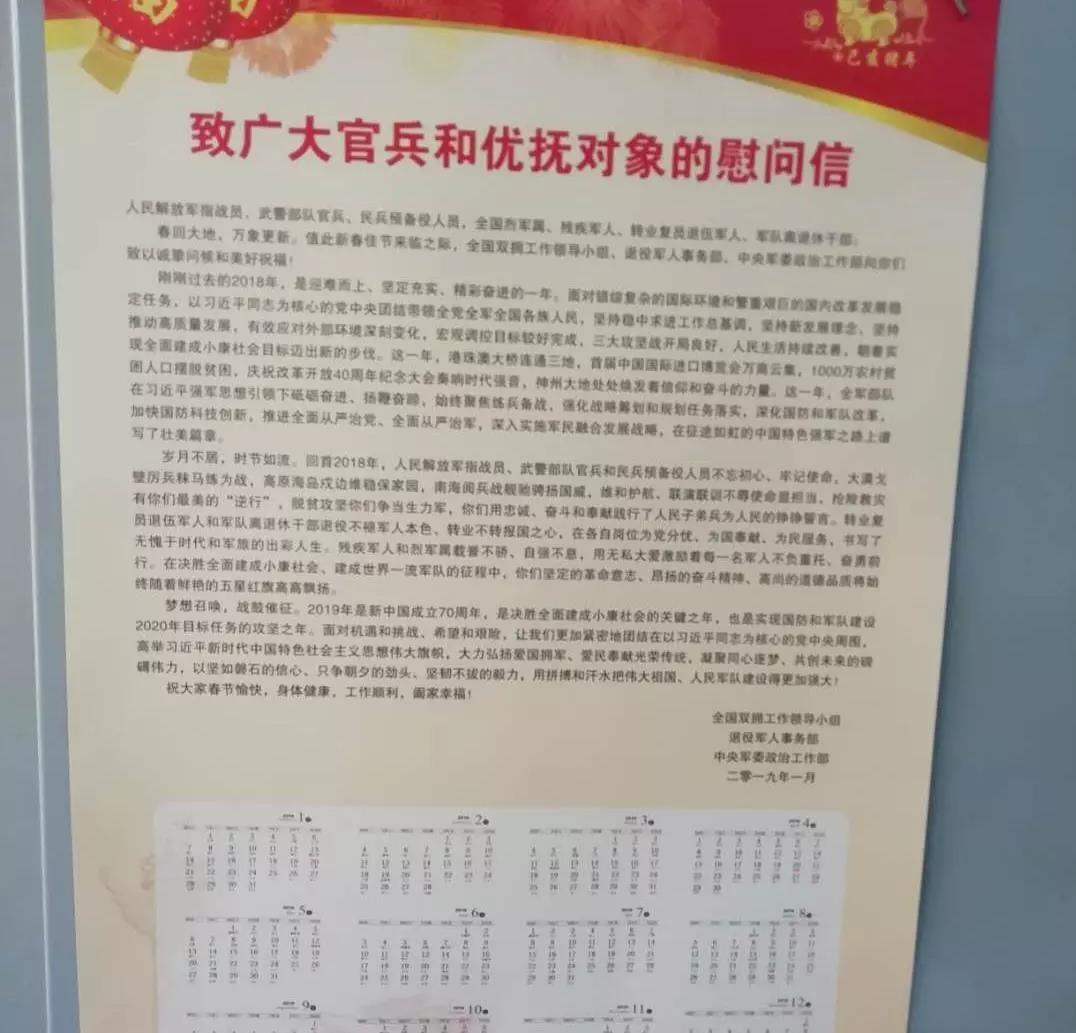 己亥猪年
致广大官兵和优抚对象的慰问信
人民解放军指战员、武警部队官兵、民兵预备役人员，全国烈军属、残疾军人、转业复员退伍军人、军队离退休干部：
春回大地，万象更新。值此新春佳节来临之际，全国双拥工作领导小组、退役军人事务部、中央军委政治工作部向你们
致以诚挚问候和美好祝福！
刚刚过去的2018年，是迎难而上、坚定充实、精彩奋进的一年。面对错综复杂的国际环境和繁重艰巨的国内改革发展稳
定任务，以习近平同志为核心的党中央团结带领全党全军全国各族人民，坚持稳中求进工作总基调，坚持新发展理念、坚持
推动高质量发展，有效应对外部环境深刻变化，宏观调控目标较好完成，三大攻坚战开局良好，人民生活持续改善，朝着实
现全面建成小康社会目标迈出新的步伐。这一年，港珠澳大桥连通三地，首届中国国际进口博览会万商云集，1000万农村贫
困人口摆脱贫困，庆祝改革开放40周年纪念大会奏响时代强音，神州大地处处焕发着信仰和奋斗的力量。这一年，全军部队
在习近平强军思想引领下砥砺奋进、扬鞭奋蹄，始终聚焦练兵备战，强化战略筹划和规划任务落实，深化国防和军队改革，
加快国防科技创新，推进全面从严治党、全面从严治军，深入实施军民融合发展战略，在征途如虹的中国特色强军之路上谱
写了壮美篇章。
岁月不居，时节如流。回首2018年，人民解放军指战员、武警部队官兵和民兵预备役人员不忘初心、牢记使命，大漠戈
壁厉兵秣马练为战，高原海岛戍边维稳保家园，南海阅兵战舰驰骋扬国威，维和护航、联演联训不辱使命显担当，抢险救灾
有你们最美的“逆行”，脱贫攻坚你们争当生力军，你们用忠诚、奋斗和奉献践行了人民子弟兵为人民的铮铮誓言。转业复
员退伍军人和军队离退休干部退役不褪军人本色、转业不转报国之心，在各自岗位为党分忧、为国奉献、为民服务，书写了
无愧于时代和军旅的出彩人生。残疾军人和烈军属载誉不骄、自强不息，用无私大爱激励着每一名军人不负重托、奋勇前
行。在决胜全面建成小康社会、建成世界一流军队的征程中，你们坚定的革命意志、昂扬的奋斗精神、高尚的道德品质将始
终随着鲜艳的五星红旗高高飘扬。
梦想召唤，战鼓催征。2019年是新中国成立70周年，是决胜全面建成小康社会的关键之年，也是实现国防和军队建设
2020年目标任务的攻坚之年。面对机遇和挑战、希望和艰险，让我们更加紧密地团结在以习近平同志为核心的党中央周围，
高举习近平新时代中国特色社会主义思想伟大旗帜，大力弘扬爱国拥军、爱民奉献光荣传统，凝聚同心逐梦、共创未来的磅
礴伟力，以坚如磐石的信心、只争朝夕的劲头、坚韧不拔的毅力，用拼搏和汗水把伟大祖国、人民军队建设得更加强大！
祝大家春节愉快，身体健康，工作顺利，阖家幸福！
全国双拥工作领导小组
退役军人事务部
中央军委政治工作部
二零一九年一月
1 2 3 4
5 6 7 8
9 10 11 12